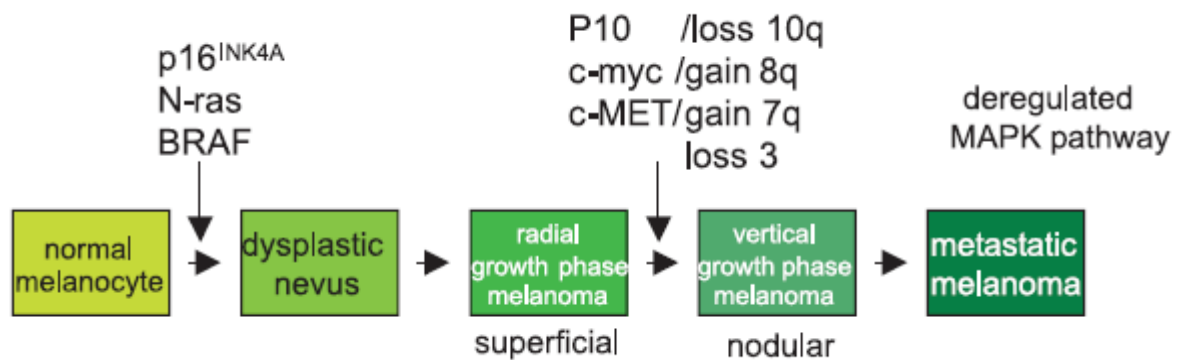 p16INK4A
N-ras
BRAF
P10 /loss 10q
c-myc /gain 8q
c-MET/gain 7q
loss 3
deregulated
MAPK pathway
normal
melanocyte
dysplastic
nevus
radial
growth phase
melanoma
superficial
vertical
growth phase
melanoma
nodular
metastatic
melanoma